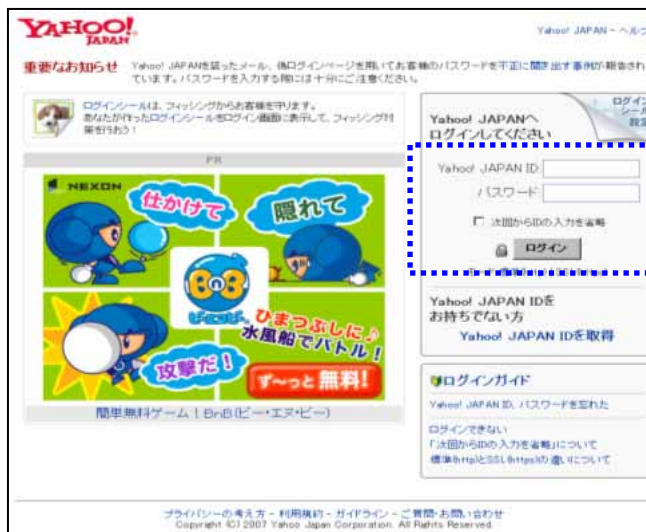 YAHOO!
JAPAN
Yahoo! JAPAN - ヘルプ
重要なお知らせ Yahoo! JAPANを装ったメール、偽ログインページを用いてお客様のパスワードを不正に聞き出す事例が報告され
ています。パスワードを入力する際には十分にご注意ください。
ログインシールは、フィッシングからお客様を守ります。
あなたが作ったログインシールをログイン画面に表示して、フィッシング対
策を行おう!
PR
NEXON
仕かけて
隠れて
BnB
ビーエヌビー
攻撃だ!
ひまつぶしに♪
水風船でバトル!
ず〜っと無料!
簡単無料ゲーム!BnB(ビー・エヌ・ビー)
ログイン
シール
設定
Yahoo! JAPANへ
ログインしてください
Yahoo! JAPAN ID:
パスワード:
次回からIDの入力を省略
ログイン
Yahoo! JAPAN IDを
お持ちでない方
Yahoo! JAPAN IDを取得
ログインガイド
Yahoo! JAPAN ID、パスワードを忘れた
ログインできない
「次回からIDの入力を省略」について
標準(http)とSSL(https)の違いについて
プライバシーの考え方 - 利用規約 - ガイドライン - ご質問・お問い合わせ
Copyright (C) 2007 Yahoo Japan Corporation. All Rights Reserved.